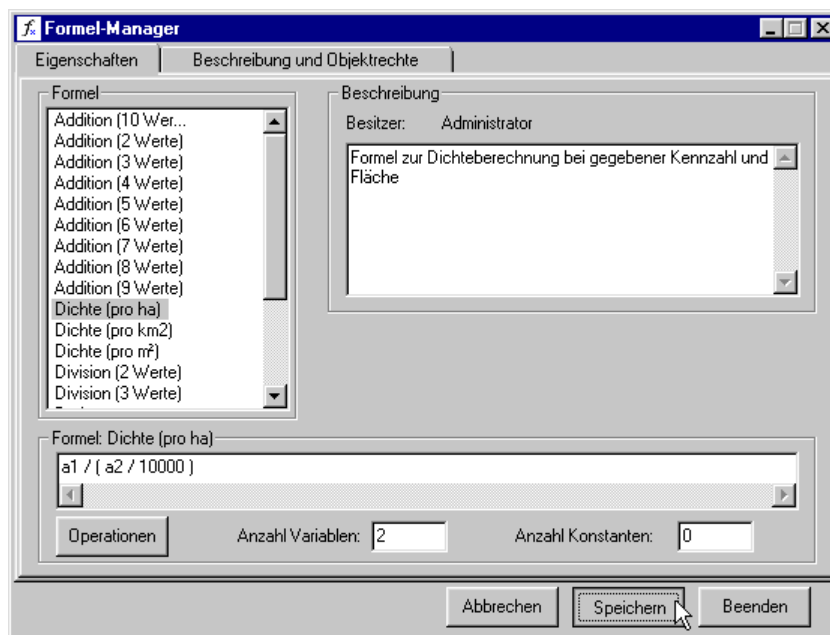 Formel-Manager
Eigenschaften
Beschreibung und Objektrechte
Formel
Addition (10 Wer...
Addition (2 Werte)
Addition (3 Werte)
Addition (4 Werte)
Addition (5 Werte)
Addition (6 Werte)
Addition (7 Werte)
Addition (8 Werte)
Addition (9 Werte)
Dichte (pro ha)
Dichte (pro km2)
Dichte (pro m²)
Division (2 Werte)
Division (3 Werte)
Beschreibung
Besitzer: Administrator
Formel zur Dichteberechnung bei gegebener Kennzahl und
Fläche
Formel: Dichte (pro ha)
a1 / ( a2 / 10000 )
Operationen Anzahl Variablen: 2 Anzahl Konstanten: 0
Abbrechen Speichern Beenden